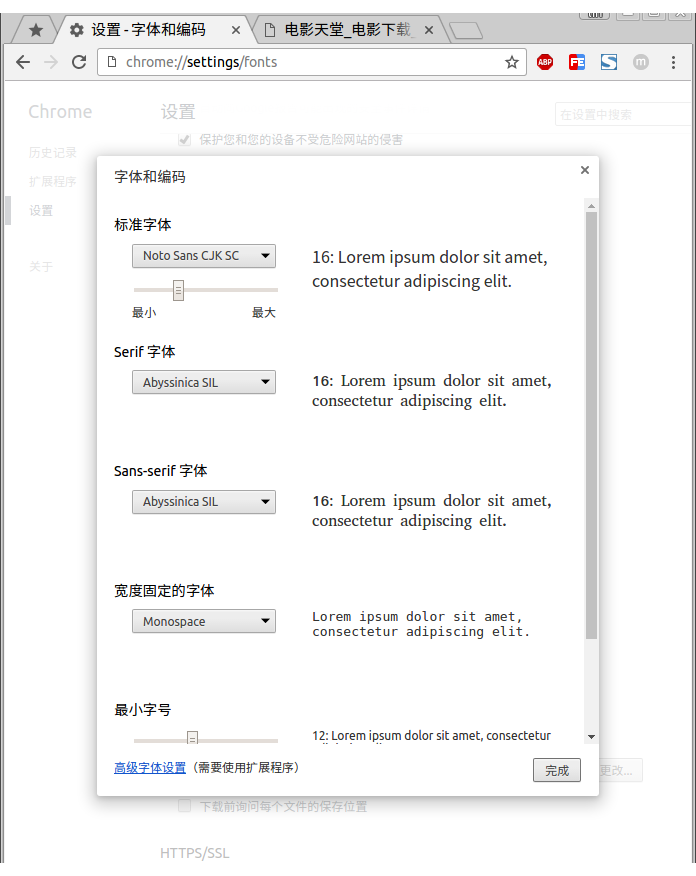 设置 - 字体和编码
电影天堂_电影下载_
chrome://settings/fonts
ABP
FE
S
m
Chrome
设置
在设置中搜索
保护您和您的设备不受危险网站的侵害
历史记录
扩展程序
设置
关于
字体和编码
标准字体
Noto Sans CJK SC
16: Lorem ipsum dolor sit amet,
consectetur adipiscing elit.
最小
最大
Serif 字体
Abyssinica SIL
16: Lorem ipsum dolor sit amet,
consectetur adipiscing elit.
Sans-serif 字体
Abyssinica SIL
16: Lorem ipsum dolor sit amet,
consectetur adipiscing elit.
宽度固定的字体
Monospace
Lorem ipsum dolor sit amet,
consectetur adipiscing elit.
最小字号
12: Lorem ipsum dolor sit amet, consectetur
高级字体设置（需要使用扩展程序）
完成
更改...
下载前询问每个文件的保存位置
HTTPS/SSL